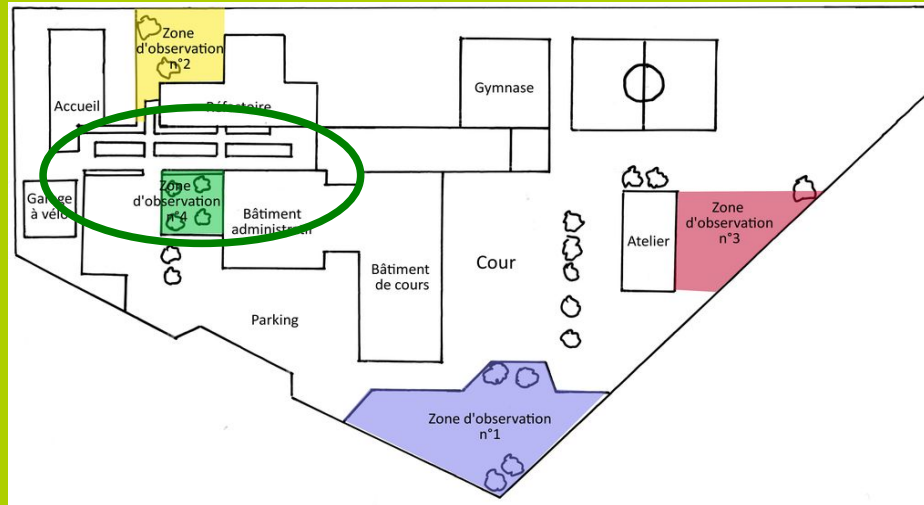 Zone
d'observation
n°2
Accueil
Réfectoire
Gymnase
Garage
à vélo
Zone
d'observation
n°4
Bâtiment
administratif
Bâtiment
de cours
Cour
Atelier
Zone
d'observation
n°3
Parking
Zone d'observation
n°1